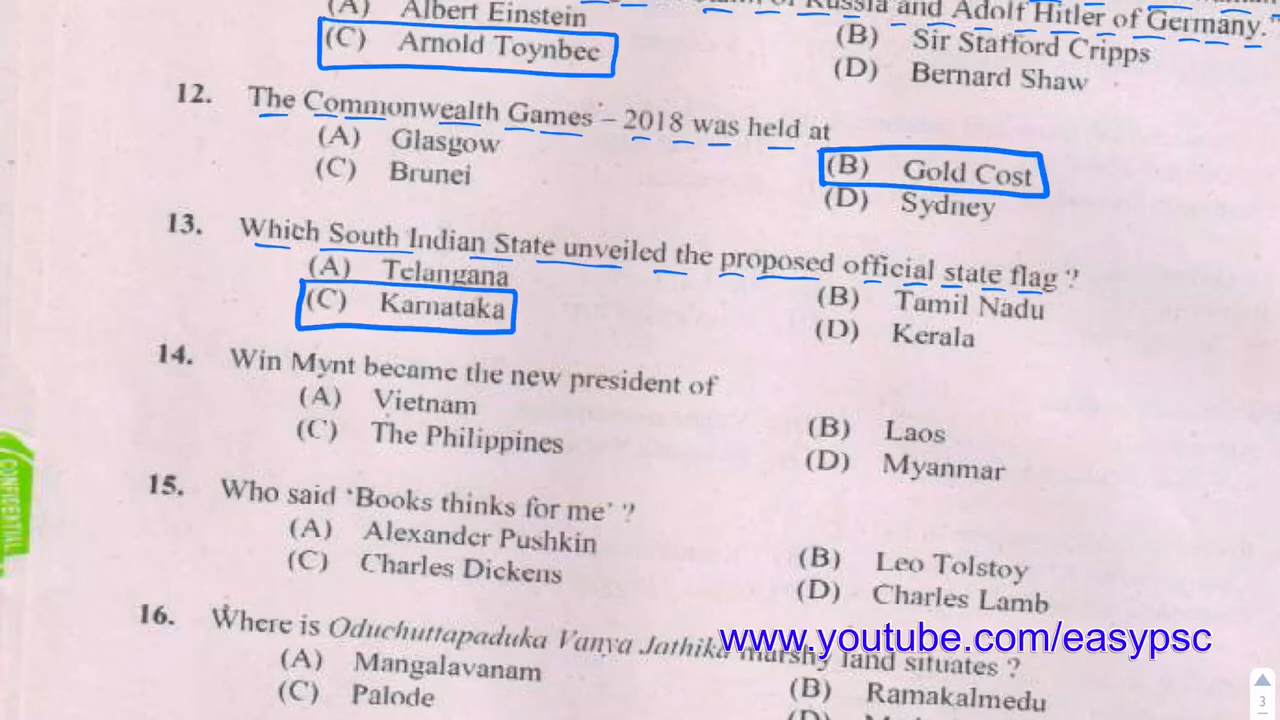 (A) Albert Einstein
of Russia and Adolf Hitler of Germany."
(B) Sir Stafford Cripps
(C) Arnold Toynbee
(D) Bernard Shaw
12. The Commonwealth Games – 2018 was held at
(A) Glasgow
(B) Gold Cost
(C) Brunei
(D) Sydney
13. Which South Indian State unveiled the proposed official state flag ?
(A) Telangana
(B) Tamil Nadu
(C) Karnataka
(D) Kerala
14. Win Mynt became the new president of
(A) Vietnam
(B) Laos
(C) The Philippines
(D) Myanmar
15. Who said ‘Books thinks for me’ ?
(A) Alexander Pushkin
(B) Leo Tolstoy
(C) Charles Dickens
(D) Charles Lamb
16. Where is Oduchuttapaduka Vanya Jathika marshy land situates ?
(A) Mangalavanam
(B) Ramakalmedu
(C) Palode
www.youtube.com/easypsc
CONFIDENTIAL
3